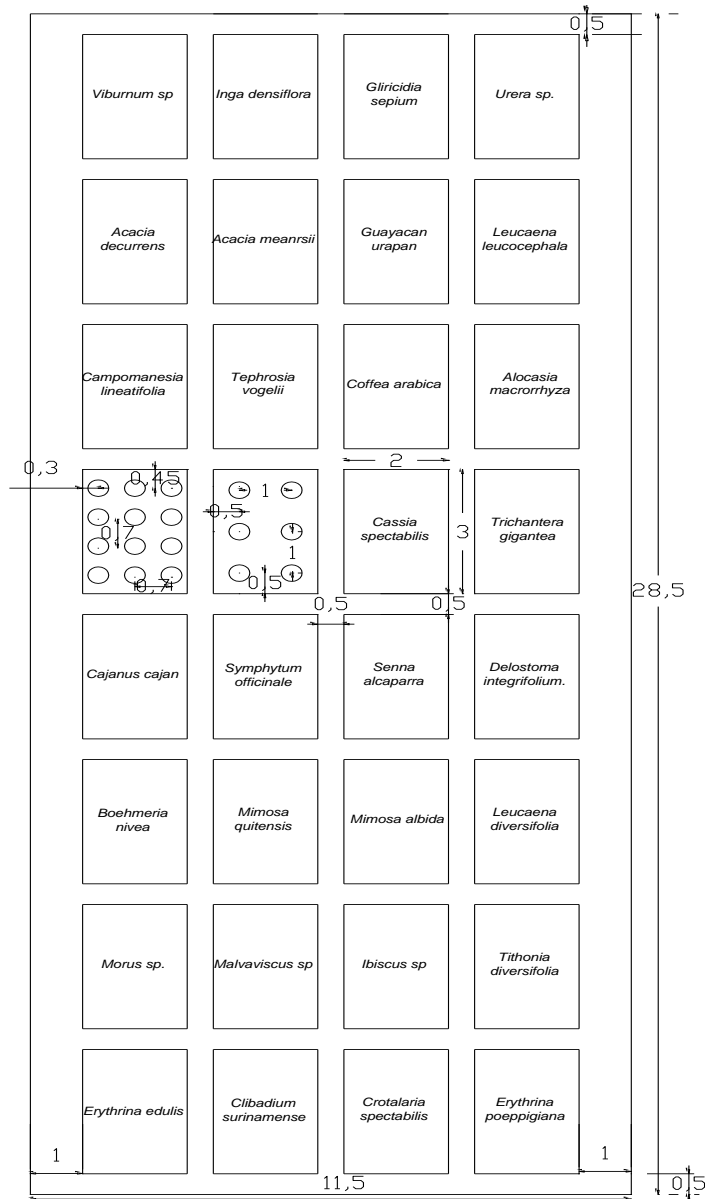 0,5
Viburnum sp
Inga densiflora
Gliricidia
sepium
Urera sp.
Acacia
decurrens
Acacia meanrsii
Guayacan
urapan
Leucaena
leucocephala
Campomanesia
lineatifolia
Tephrosia
vogelii
Coffea arabica
Alocasia
macrorrhyza
0,3
0,45
0,7
0,7
1
0,5
1
0,5
2
Cassia
spectabilis
3
Trichantera
gigantea
28,5
0,5
0,5
Cajanus cajan
Symphytum
officinale
Senna
alcaparra
Delostoma
integrifolium.
Boehmeria
nivea
Mimosa
quitensis
Mimosa albida
Leucaena
diversifolia
Morus sp.
Malvaviscus sp
Ibiscus sp
Tithonia
diversifolia
Erythrina edulis
Clibadium
surinamense
Crotalaria
spectabilis
Erythrina
poeppigiana
1
1
11,5
0,5